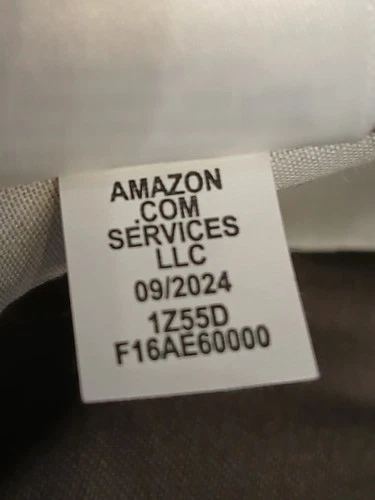 AMAZON
.COM
SERVICES
LLC
09/2024
1Z55D
F16AE60000